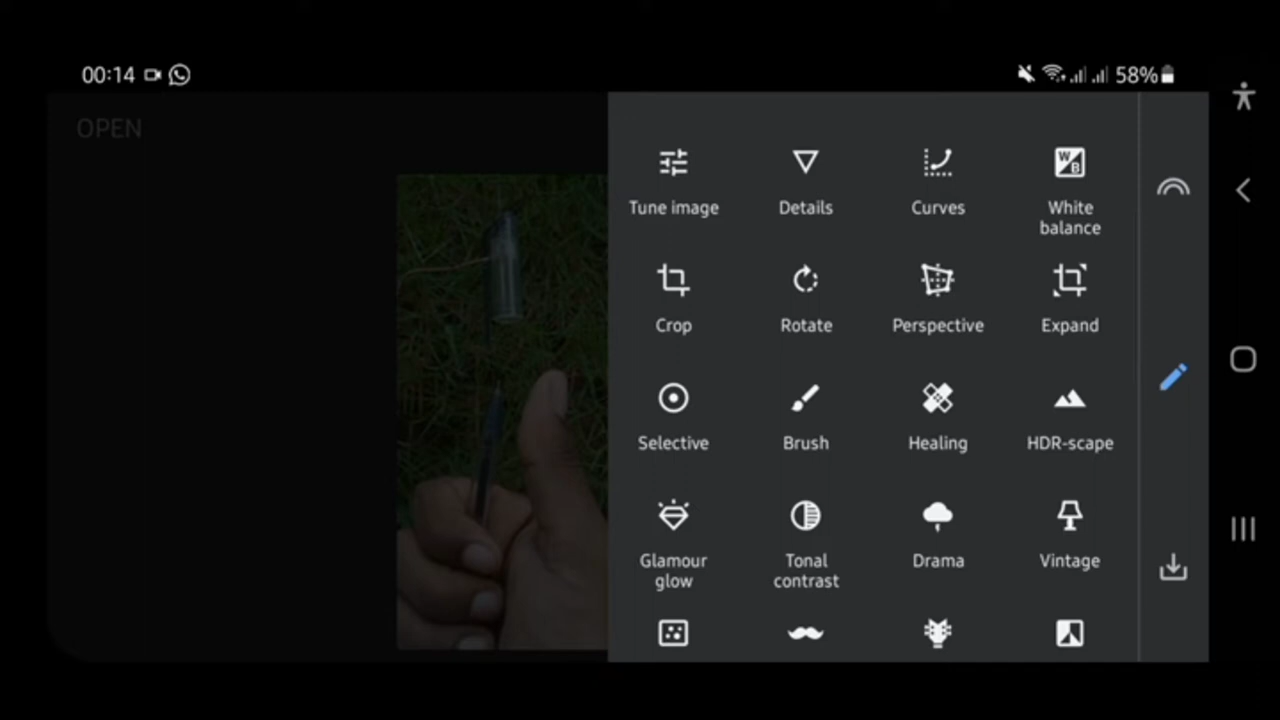 00:14
58%
OPEN
Tune image
Details
Curves
White
balance
Crop
Rotate
Perspective
Expand
Selective
Brush
Healing
HDR-scape
Glamour
glow
Tonal
contrast
Drama
Vintage